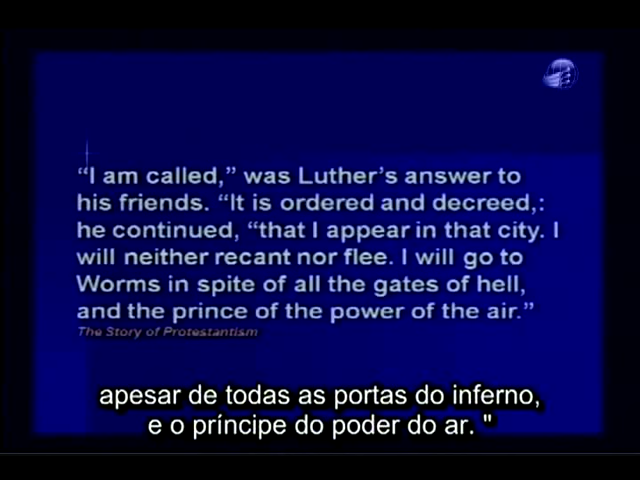 “I am called,” was Luther’s answer to
his friends. “It is ordered and decreed,:
he continued, “that I appear in that city. I
will neither recant nor flee. I will go to
Worms in spite of all the gates of hell,
and the prince of the power of the air.”
The Story of Protestantism
apesar de todas as portas do inferno,
e o príncipe do poder do ar. "